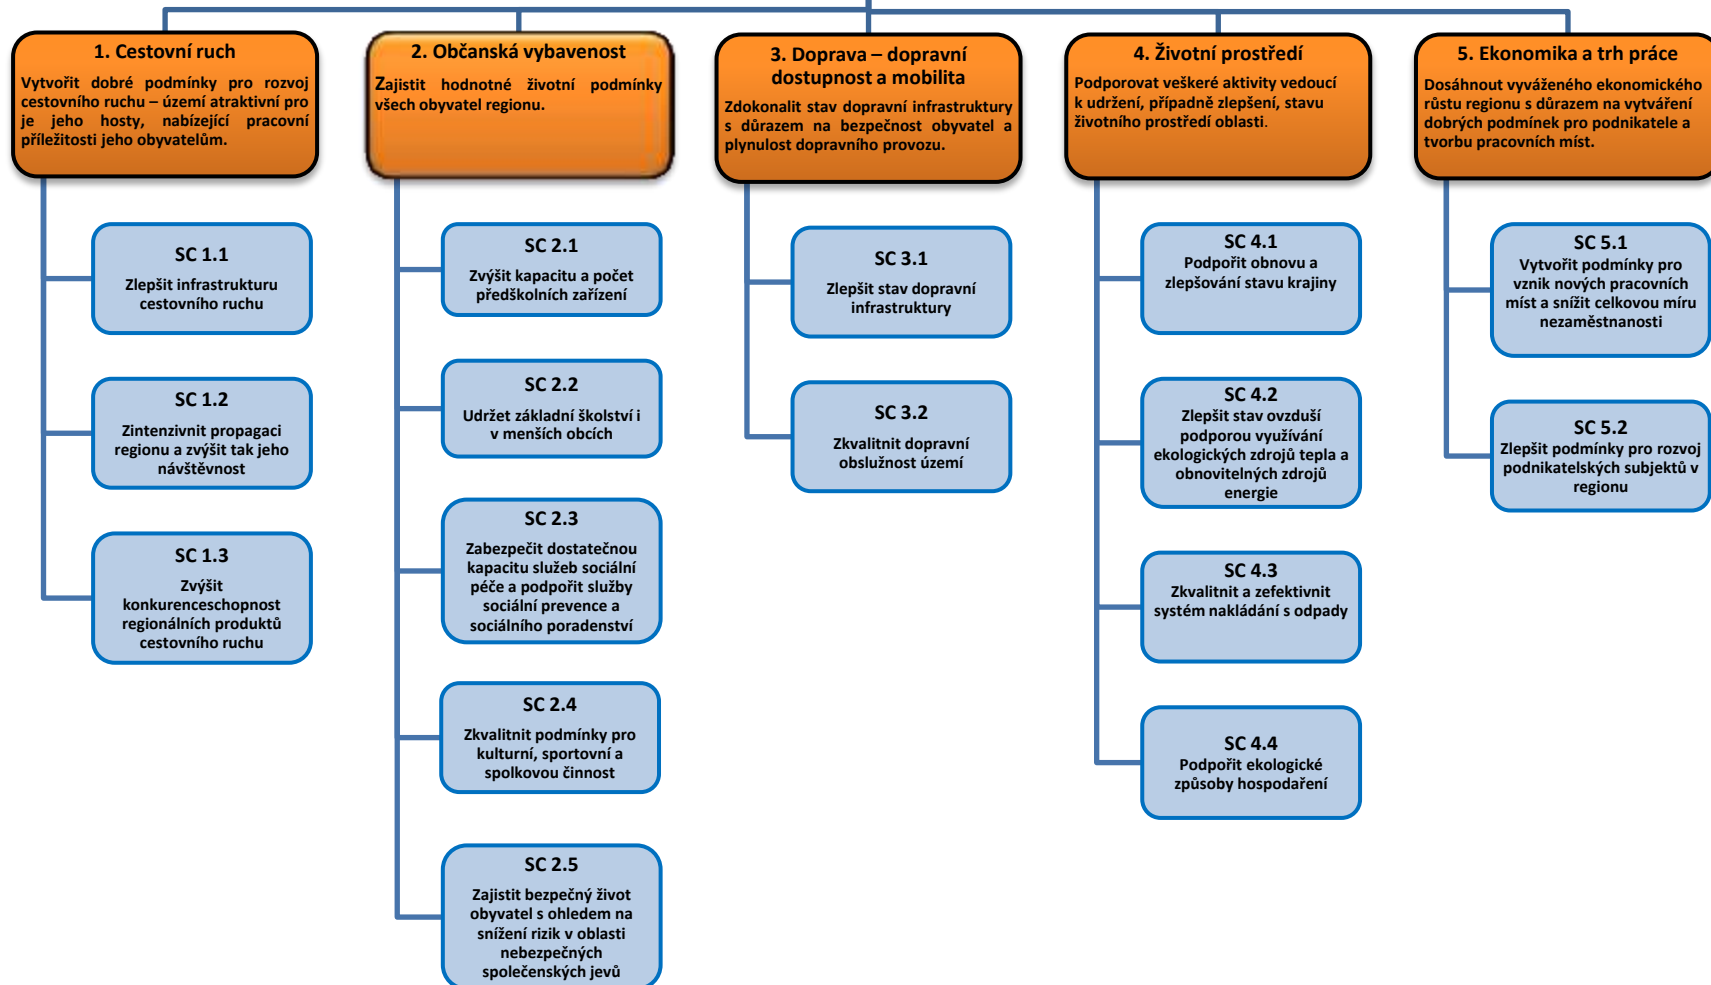 1. Cestovní ruch
Vytvořit dobré podmínky pro rozvoj
cestovního ruchu – území atraktivní pro
je jeho hosty, nabízející pracovní
příležitosti jeho obyvatelům.
SC 1.1
Zlepšit infrastrukturu
cestovního ruchu
SC 1.2
Zintenzivnit propagaci
regionu a zvýšit tak jeho
návštěvnost
SC 1.3
Zvýšit
konkurenceschopnost
regionálních produktů
cestovního ruchu
2. Občanská vybavenost
Zajistit hodnotné životní podmínky
všech obyvatel regionu.
SC 2.1
Zvýšit kapacitu a počet
předškolních zařízení
SC 2.2
Udržet základní školství i
v menších obcích
SC 2.3
Zabezpečit dostatečnou
kapacitu služeb sociální
péče a podpořit služby
sociální prevence a
sociálního poradenství
SC 2.4
Zkvalitnit podmínky pro
kulturní, sportovní a
spolkovou činnost
SC 2.5
Zajistit bezpečný život
obyvatel s ohledem na
snížení rizik v oblasti
nebezpečných
společenských jevů
3. Doprava – dopravní
dostupnost a mobilita
Zdokonalit stav dopravní infrastruktury
s důrazem na bezpečnost obyvatel a
plynulost dopravního provozu.
SC 3.1
Zlepšit stav dopravní
infrastruktury
SC 3.2
Zkvalitnit dopravní
obslužnost území
4. Životní prostředí
Podporovat veškeré aktivity vedoucí
k udržení, případně zlepšení, stavu
životního prostředí oblasti.
SC 4.1
Podpořit obnovu a
zlepšování stavu krajiny
SC 4.2
Zlepšit stav ovzduší
podporou využívání
ekologických zdrojů tepla a
obnovitelných zdrojů
energie
SC 4.3
Zkvalitnit a zefektivnit
systém nakládání s odpady
SC 4.4
Podpořit ekologické
způsoby hospodaření
5. Ekonomika a trh práce
Dosáhnout vyváženého ekonomického
růstu regionu s důrazem na vytváření
dobrých podmínek pro podnikatele a
tvorbu pracovních míst.
SC 5.1
Vytvořit podmínky pro
vznik nových pracovních
míst a snížit celkovou míru
nezaměstnanosti
SC 5.2
Zlepšit podmínky pro rozvoj
podnikatelských subjektů v
regionu